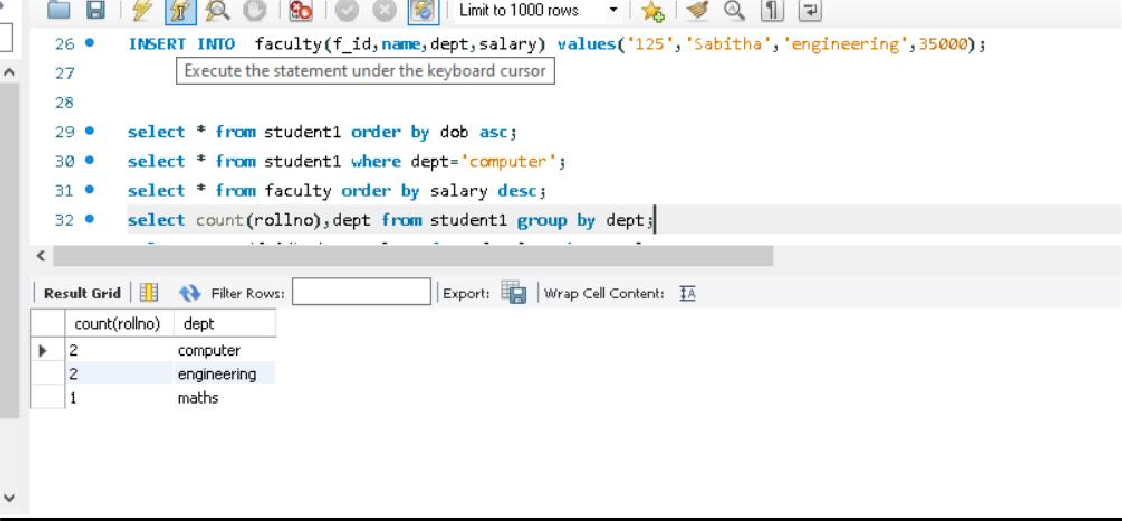 Limit to 1000 rows
26 INSERT INTO faculty(f_id,name,dept,salary) values('125','Sabitha','engineering',35000);
27
Execute the statement under the keyboard cursor
28
29 select * from student1 order by dob asc;
30 select * from student1 where dept='computer';
31 select * from faculty order by salary desc;
32 select count(rollno),dept from student1 group by dept;
Result Grid Filter Rows: Export: Wrap Cell Content:
count(rollno) dept
2 computer
2 engineering
1 maths